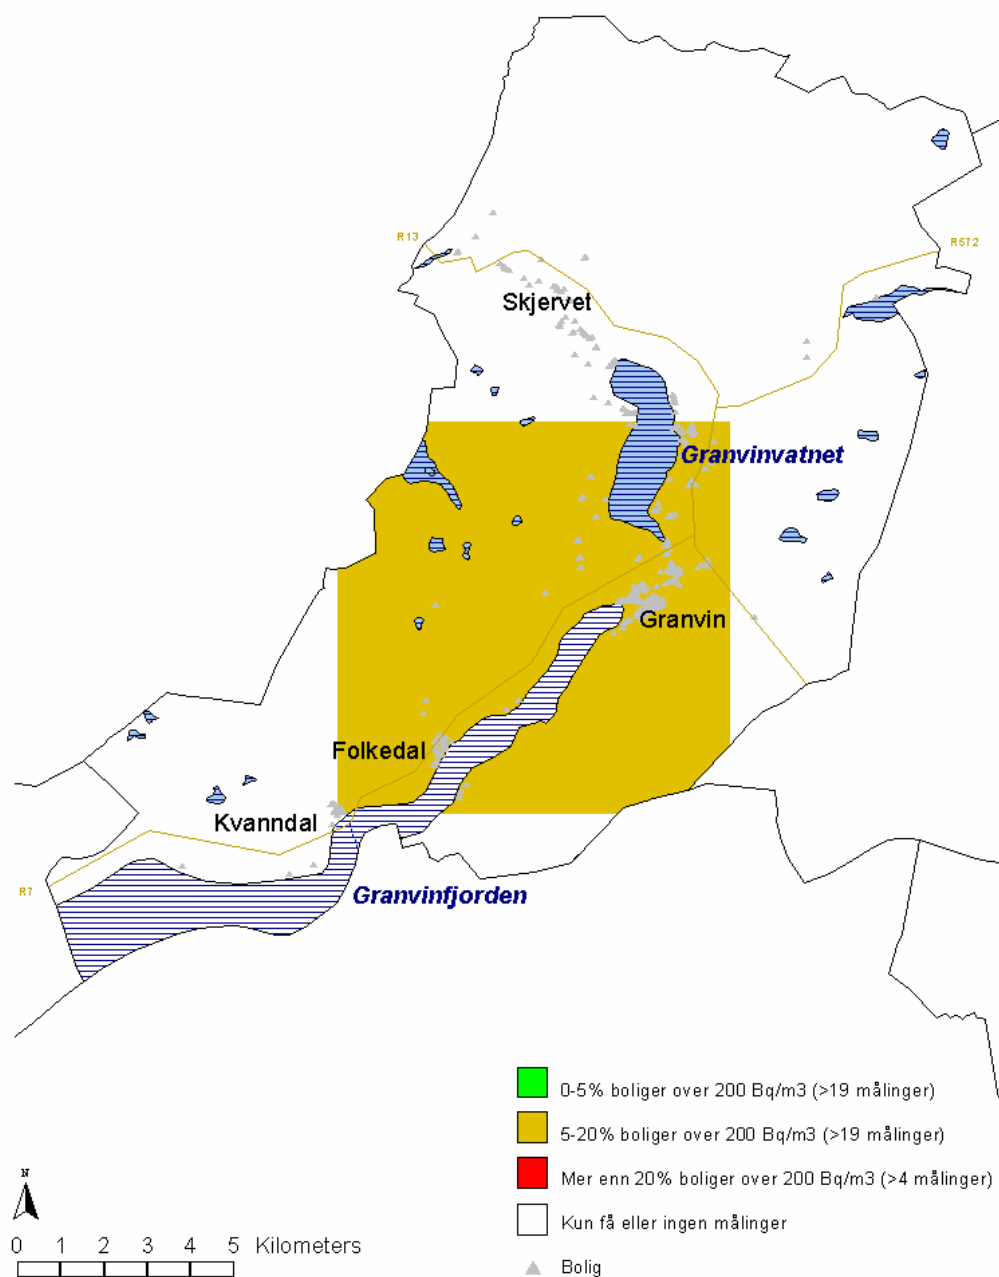 R13
R572
Skjervet
Granvinvatnet
Granvin
Folkedal
Kvanndal
R7
Granvinfjorden
0-5% boliger over 200 Bq/m3 (>19 målinger)
5-20% boliger over 200 Bq/m3 (>19 målinger)
Mer enn 20% boliger over 200 Bq/m3 (>4 målinger)
Kun få eller ingen målinger
Bolig
N
0 1 2 3 4 5 Kilometers